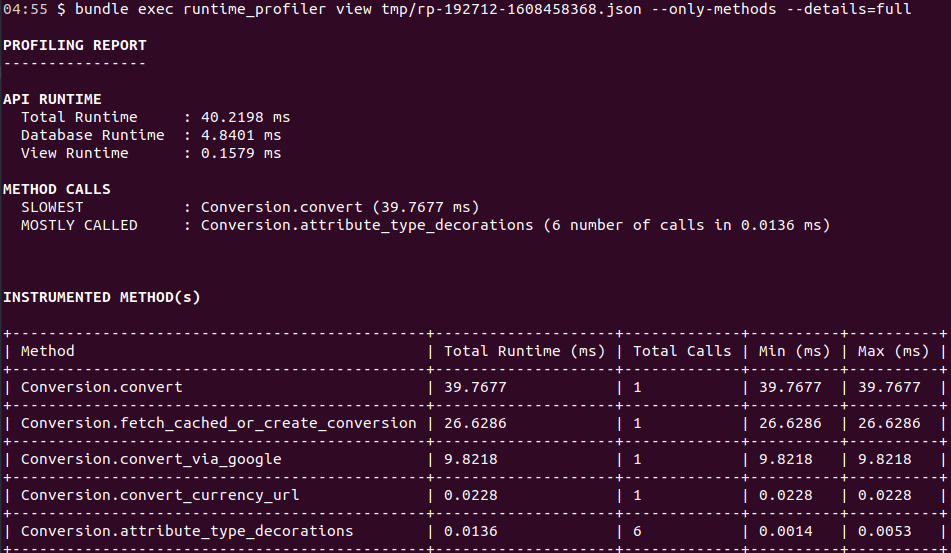 04:55 $ bundle exec runtime_profiler view tmp/rp-192712-1608458368.json --only-methods --details=full
PROFILING REPORT
----------------
API RUNTIME
  Total Runtime     : 40.2198 ms
  Database Runtime  : 4.8401 ms
  View Runtime      : 0.1579 ms
METHOD CALLS
  SLOWEST           : Conversion.convert (39.7677 ms)
  MOSTLY CALLED     : Conversion.attribute_type_decorations (6 number of calls in 0.0136 ms)
INSTRUMENTED METHOD(s)
+----------------------------------------------+-------------------+-------------+----------+----------+
| Method                                       | Total Runtime (ms) | Total Calls | Min (ms) | Max (ms) |
+----------------------------------------------+-------------------+-------------+----------+----------+
| Conversion.convert                           | 39.7677           | 1           | 39.7677  | 39.7677  |
+----------------------------------------------+-------------------+-------------+----------+----------+
| Conversion.fetch_cached_or_create_conversion | 26.6286           | 1           | 26.6286  | 26.6286  |
+----------------------------------------------+-------------------+-------------+----------+----------+
| Conversion.convert_via_google                | 9.8218            | 1           | 9.8218   | 9.8218   |
+----------------------------------------------+-------------------+-------------+----------+----------+
| Conversion.convert_currency_url              | 0.0228            | 1           | 0.0228   | 0.0228   |
+----------------------------------------------+-------------------+-------------+----------+----------+
| Conversion.attribute_type_decorations        | 0.0136            | 6           | 0.0014   | 0.0053   |
+----------------------------------------------+-------------------+-------------+----------+----------+